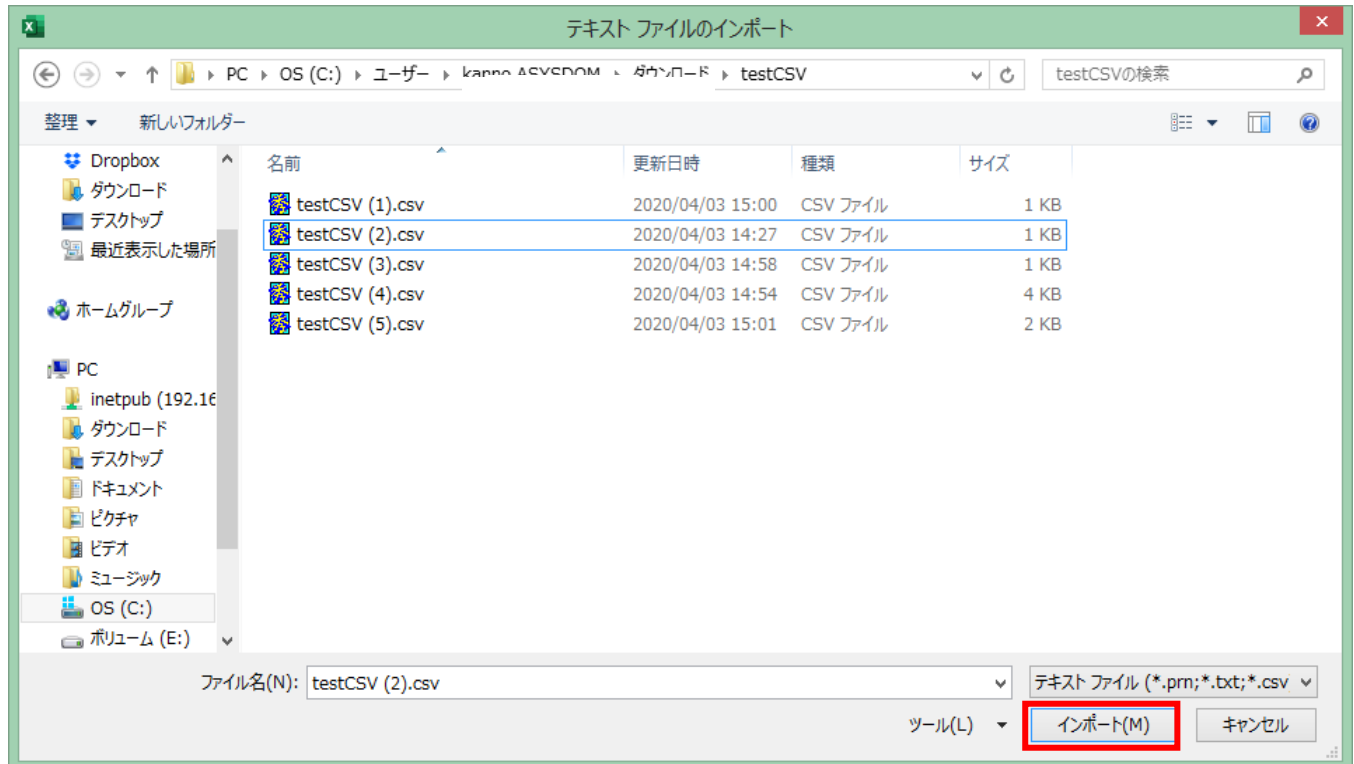 テキスト ファイルのインポート
PC OS (C:) ユーザー testCSV
testCSVの検索
整理 新しいフォルダー
名前 更新日時 種類 サイズ
Dropbox
ダウンロード
デスクトップ
最近表示した場所
ホームグループ
PC
inetpub (192.16
ダウンロード
デスクトップ
ドキュメント
ピクチャ
ビデオ
ミュージック
OS (C:)
ボリューム (E:)
testCSV (1).csv 2020/04/03 15:00 CSV ファイル 1 KB
testCSV (2).csv 2020/04/03 14:27 CSV ファイル 1 KB
testCSV (3).csv 2020/04/03 14:58 CSV ファイル 1 KB
testCSV (4).csv 2020/04/03 14:54 CSV ファイル 4 KB
testCSV (5).csv 2020/04/03 15:01 CSV ファイル 2 KB
ファイル名(N): testCSV (2).csv テキスト ファイル (*.prn;*.txt;*.csv
ツール(L) インポート(M) キャンセル